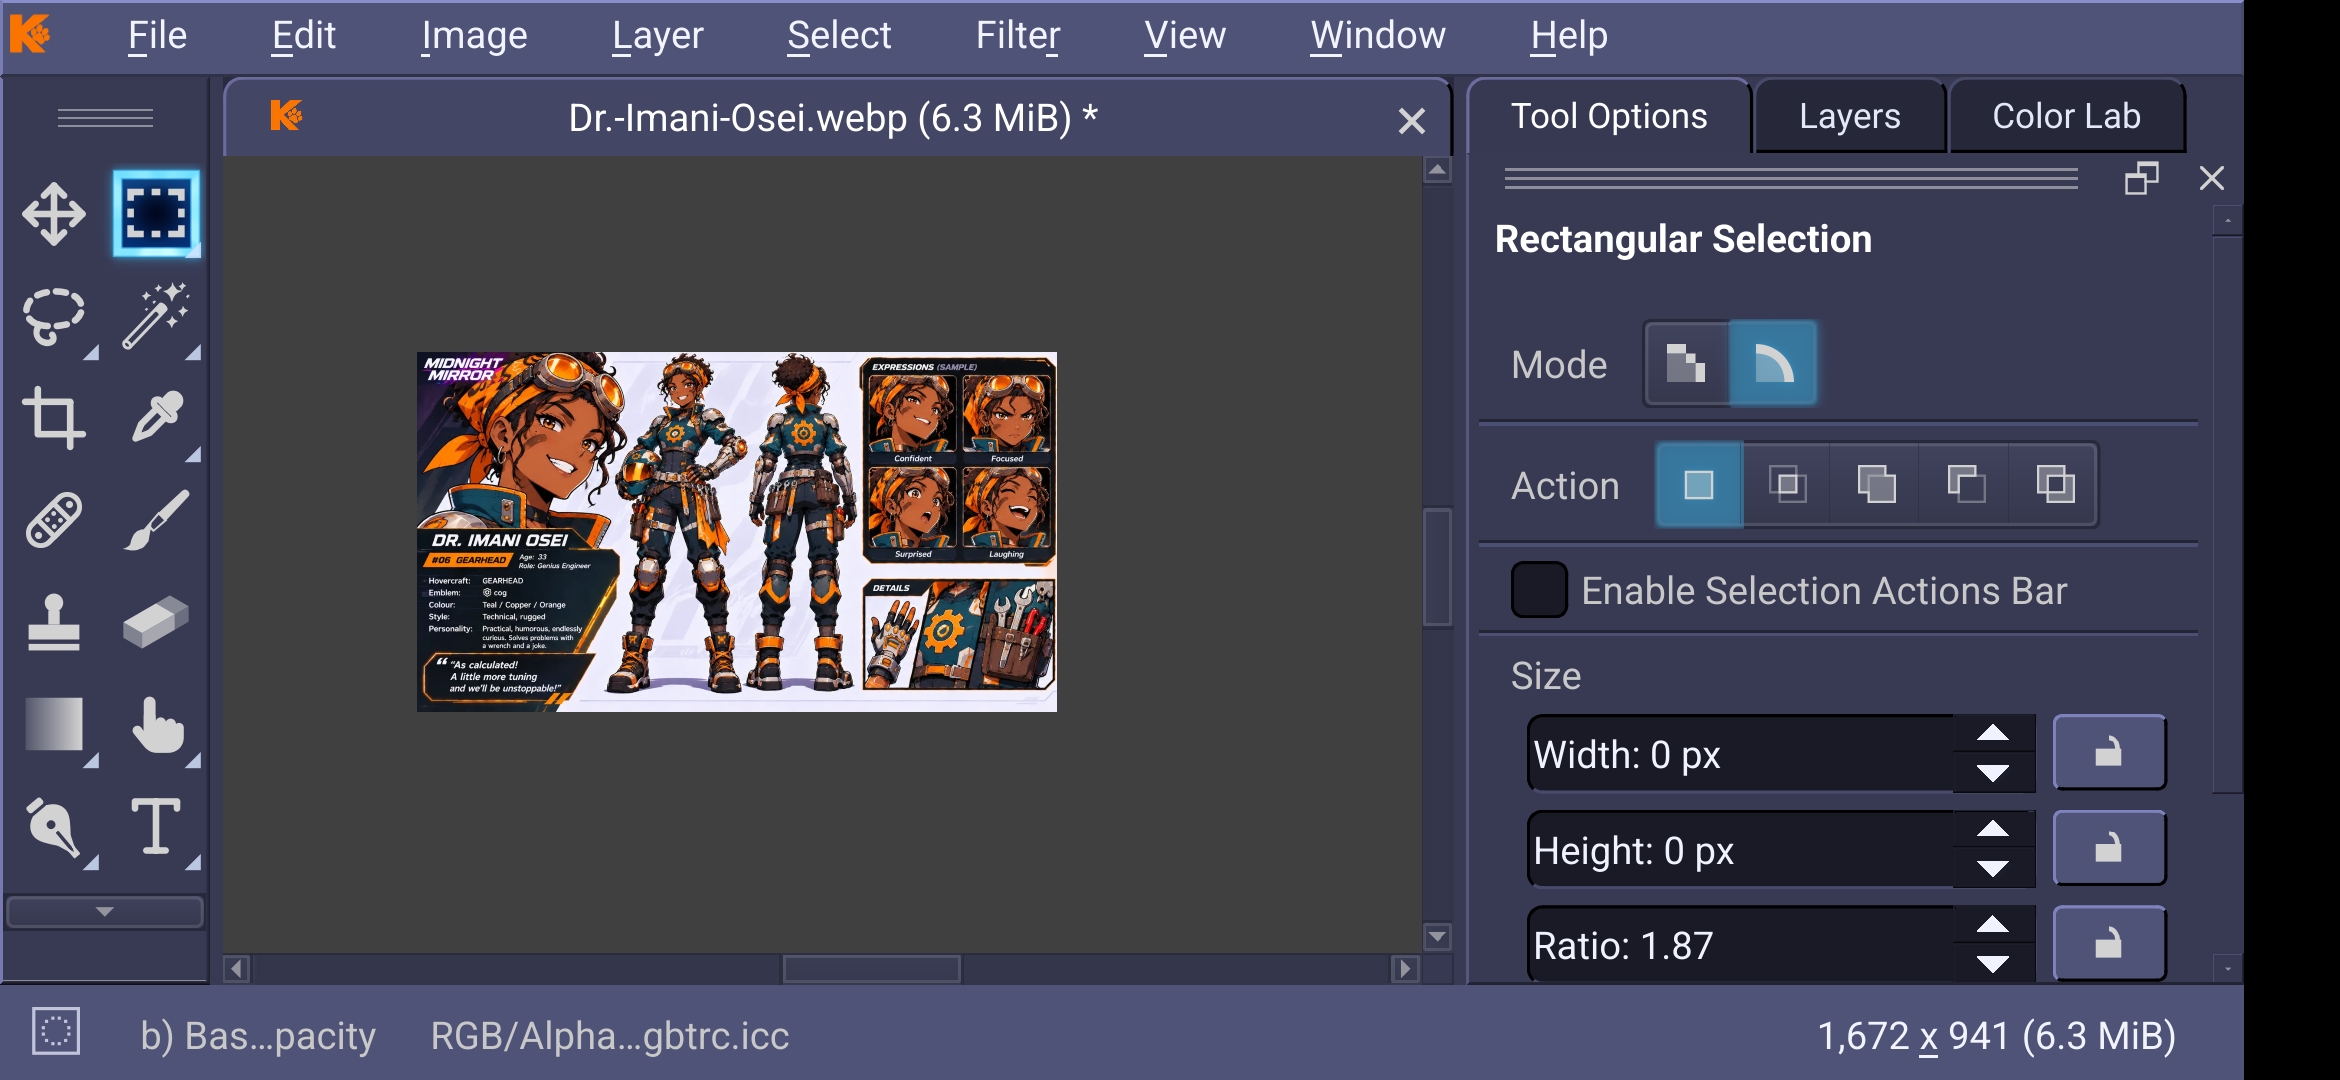 File Edit Image Layer Select Filter View Window Help
Dr.-Imani-Osei.webp (6.3 MiB) *
Tool Options Layers Color Lab
Rectangular Selection
Mode
Action
Enable Selection Actions Bar
Size
Width: 0 px
Height: 0 px
Ratio: 1.87
MIDNIGHT
MIRROR
DR. IMANI OSEI
#06 GEARHEAD
Age: 33
Role: Genius Engineer
Hovercraft: GEARHEAD
Emblem: cog
Colour: Teal / Copper / Orange
Style: Technical, rugged
Personality: Practical, humorous, endlessly
curious. Solves problems with
a wrench and a joke.
“ “As calculated!
A little more tuning
and we'll be unstoppable!”
EXPRESSIONS (SAMPLE)
Confident Focused
Surprised Laughing
DETAILS
b) Bas...pacity RGB/Alpha...gbtrc.icc 1,672 x 941 (6.3 MiB)